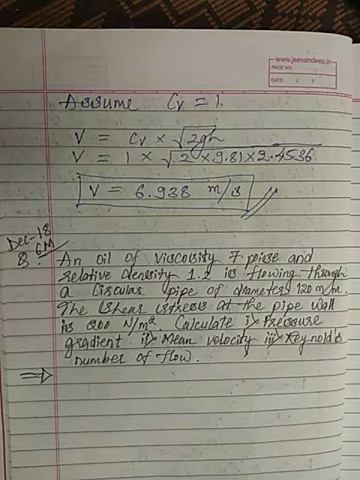 www.jeevandeep.in
PAGE NO.
DATE: / /
Assume Cv = 1.
V = Cv × √2gh
V = 1 × √2 × 9.81 × 2.4536
V = 6.938 m/s
Dec-18
6M
8. An oil of viscosity 7 poise and
relative density 1.2 is flowing through
a circular pipe of diameter 120 m/m.
The shear stress at the pipe wall
is 200 N/m². Calculate i) Pressure
gradient ii) Mean velocity iii) Reynold's
number of flow.
⇒